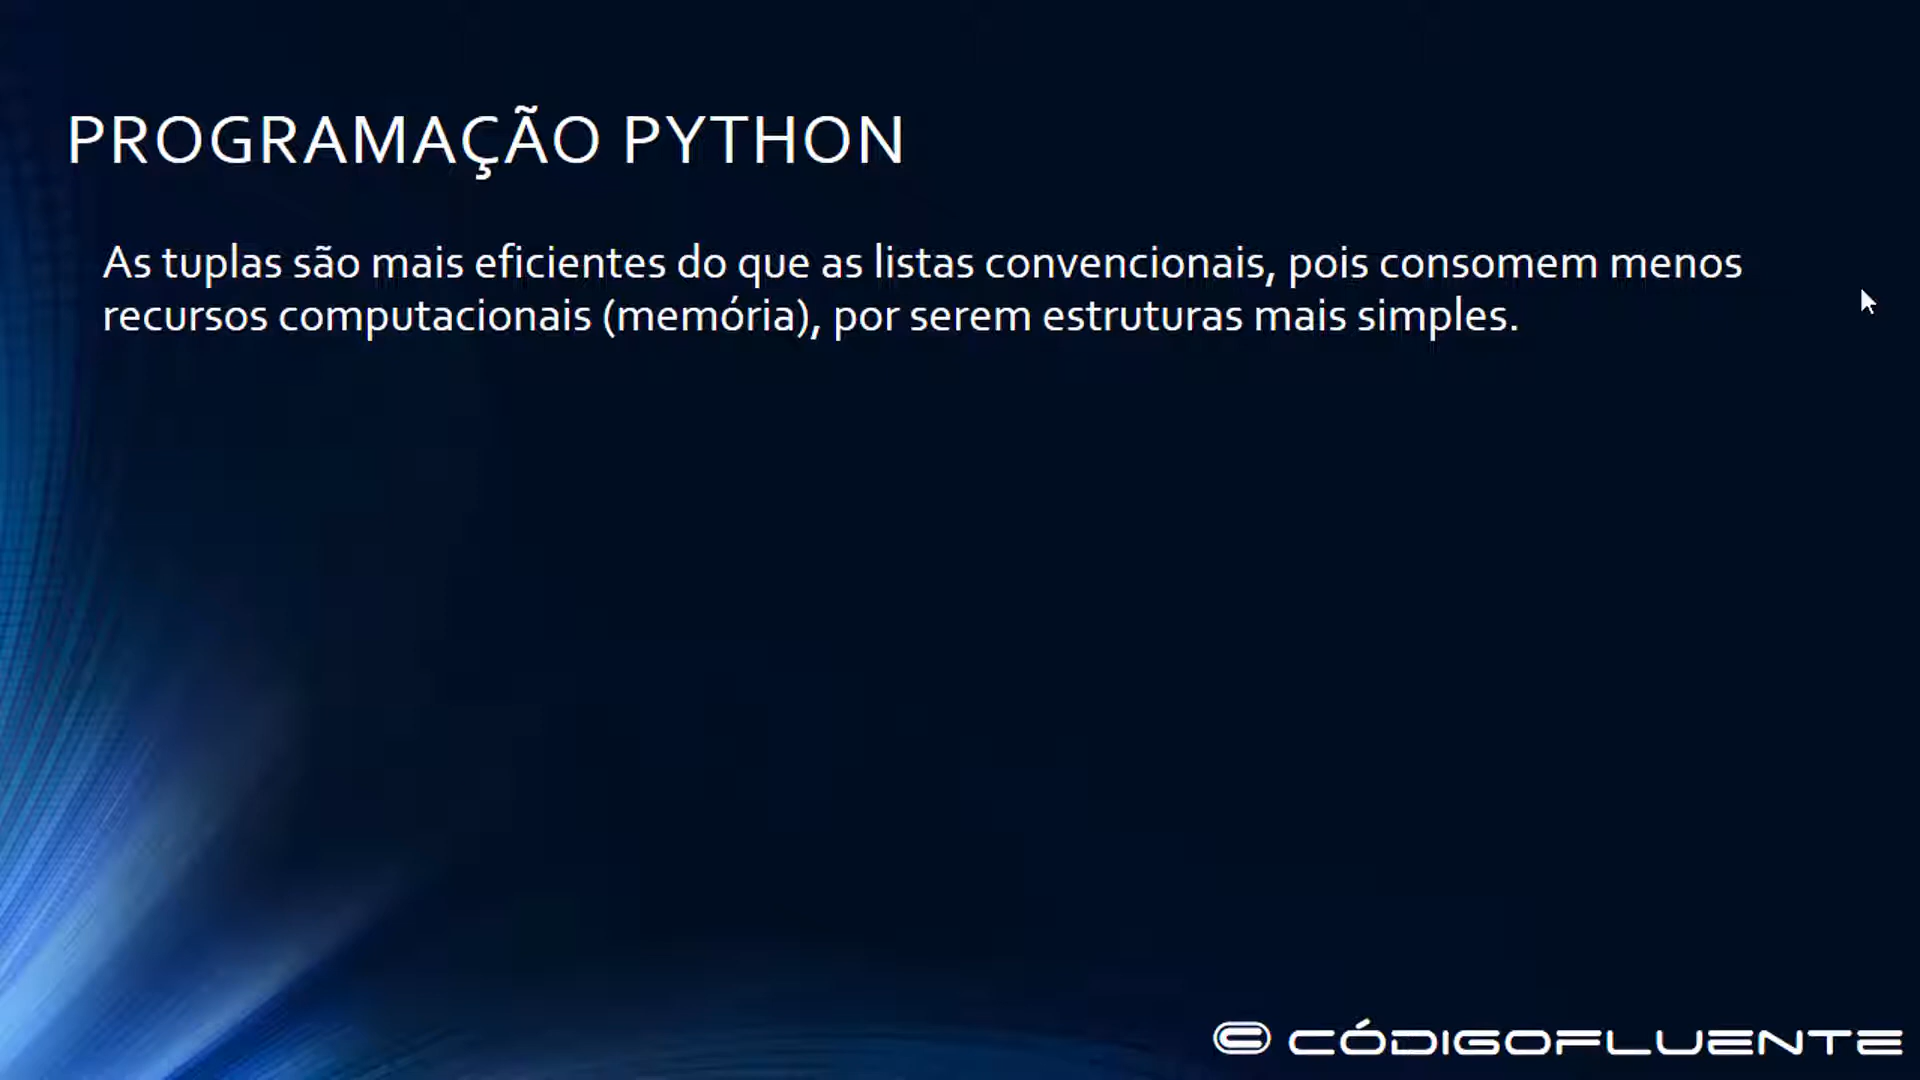 PROGRAMAÇÃO PYTHON
As tuplas são mais eficientes do que as listas convencionais, pois consomem menos
recursos computacionais (memória), por serem estruturas mais simples.
CÓDIGOFLUENTE